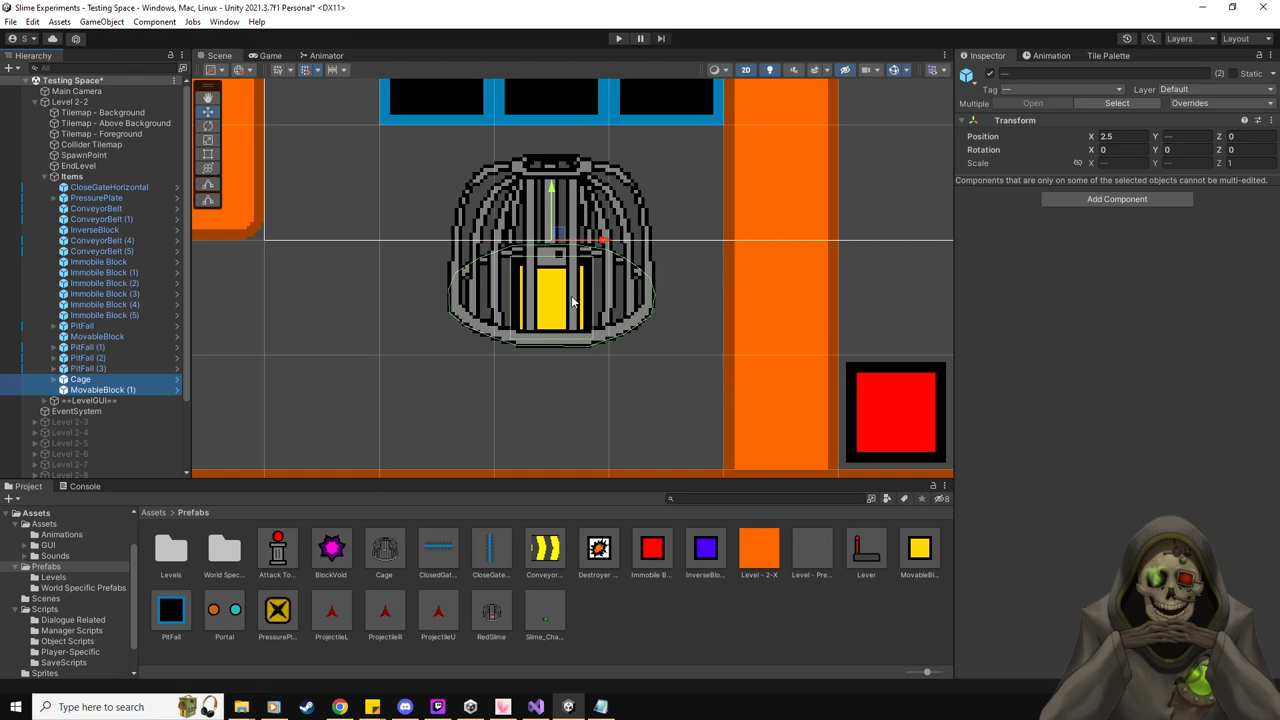 Slime Experiments - Testing Space - Windows, Mac, Linux - Unity 2021.3.7f1 Personal* <DX11>
File Edit Assets GameObject Component Jobs Window Help
S Layers Layout
Hierarchy Scene Game Animator Inspector Animation Tile Palette
All 2D
Testing Space*
Main Camera
Level 2-2
Tilemap - Background
Tilemap - Above Background
Tilemap - Foreground
Collider Tilemap
SpawnPoint
EndLevel
Items
CloseGateHorizontal
PressurePlate
ConveyorBelt
ConveyorBelt (1)
InverseBlock
ConveyorBelt (4)
ConveyorBelt (5)
Immobile Block
Immobile Block (1)
Immobile Block (2)
Immobile Block (3)
Immobile Block (4)
Immobile Block (5)
PitFall
MovableBlock
PitFall (1)
PitFall (2)
PitFall (3)
Cage
MovableBlock (1)
==LevelGUI==
EventSystem
Level 2-3
Level 2-4
Level 2-5
Level 2-6
Level 2-7
Level 2-8
— (2) Static
Tag — Layer Default
Multiple Open Select Overrides
Transform
Position X 2.5 Y — Z 0
Rotation X 0 Y 0 Z 0
Scale X — Y — Z 1
Components that are only on some of the selected objects cannot be multi-edited.
Add Component
Project Console
8
Assets
Assets
Animations
GUI
Sounds
Prefabs
Levels
World Specific Prefabs
Scenes
Scripts
Dialogue Related
Manager Scripts
Object Scripts
Player-Specific
SaveScripts
Sprites
Assets > Prefabs
Levels World Spec... Attack To... BlockVoid Cage ClosedGat... CloseGate... Conveyor... Destroyer ... Immobile B... InverseBlo... Level - 2-X Level - Pre... Lever MovableBl...
PitFall Portal PressurePl... ProjectileL ProjectileR ProjectileU RedSlime Slime_Cha...
Type here to search